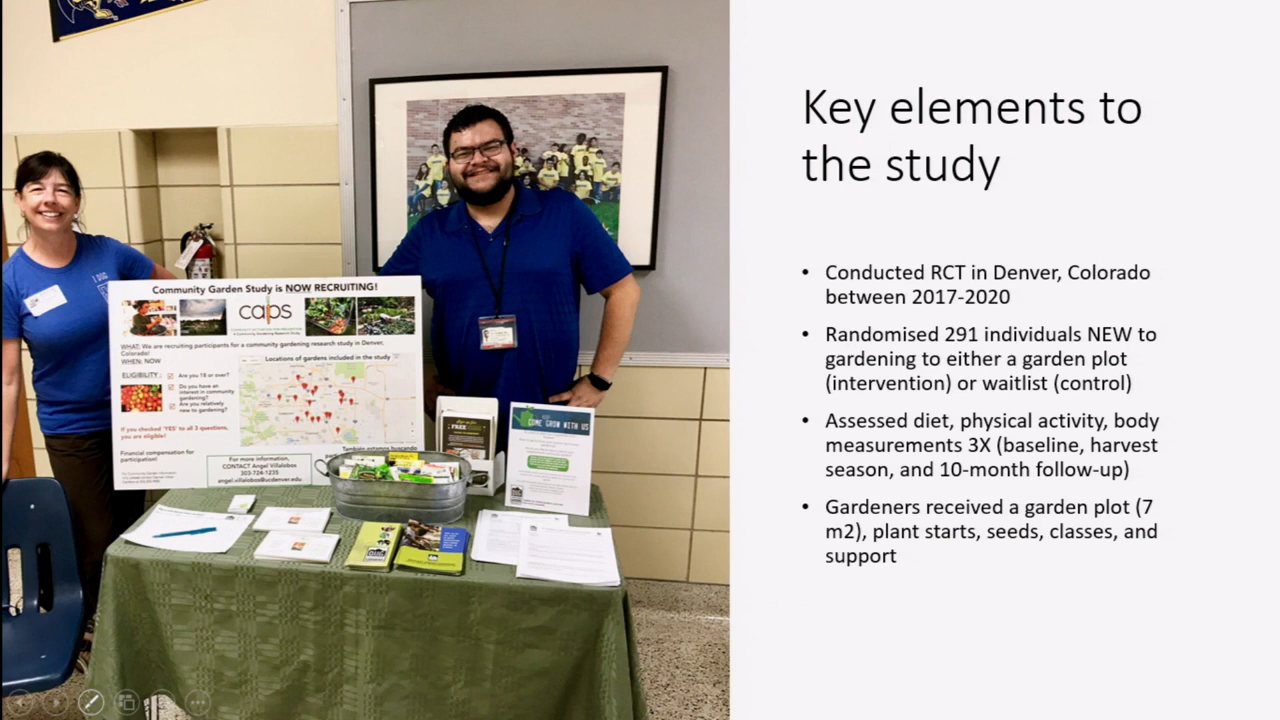 Community Garden Study is NOW RECRUITING!
caps
WHAT: We are recruiting participants for a community gardening research study in Denver,
Colorado!
WHEN: NOW
Locations of gardens included in the study
ELIGIBILITY:
Are you 18 or over?
Do you have an
interest in community
gardening?
Are you relatively
new to gardening?
If you checked 'YES' to all 3 questions,
you are eligible!
Financial compensation for
participation!
For more information,
CONTACT Angel Villalobos
303-724-1235
angel.villalobos@ucdenver.edu
También estamos buscando
FREE
COME GROW WITH US
Key elements to
the study
• Conducted RCT in Denver, Colorado
between 2017-2020
• Randomised 291 individuals NEW to
gardening to either a garden plot
(intervention) or waitlist (control)
• Assessed diet, physical activity, body
measurements 3X (baseline, harvest
season, and 10-month follow-up)
• Gardeners received a garden plot (7
m2), plant starts, seeds, classes, and
support